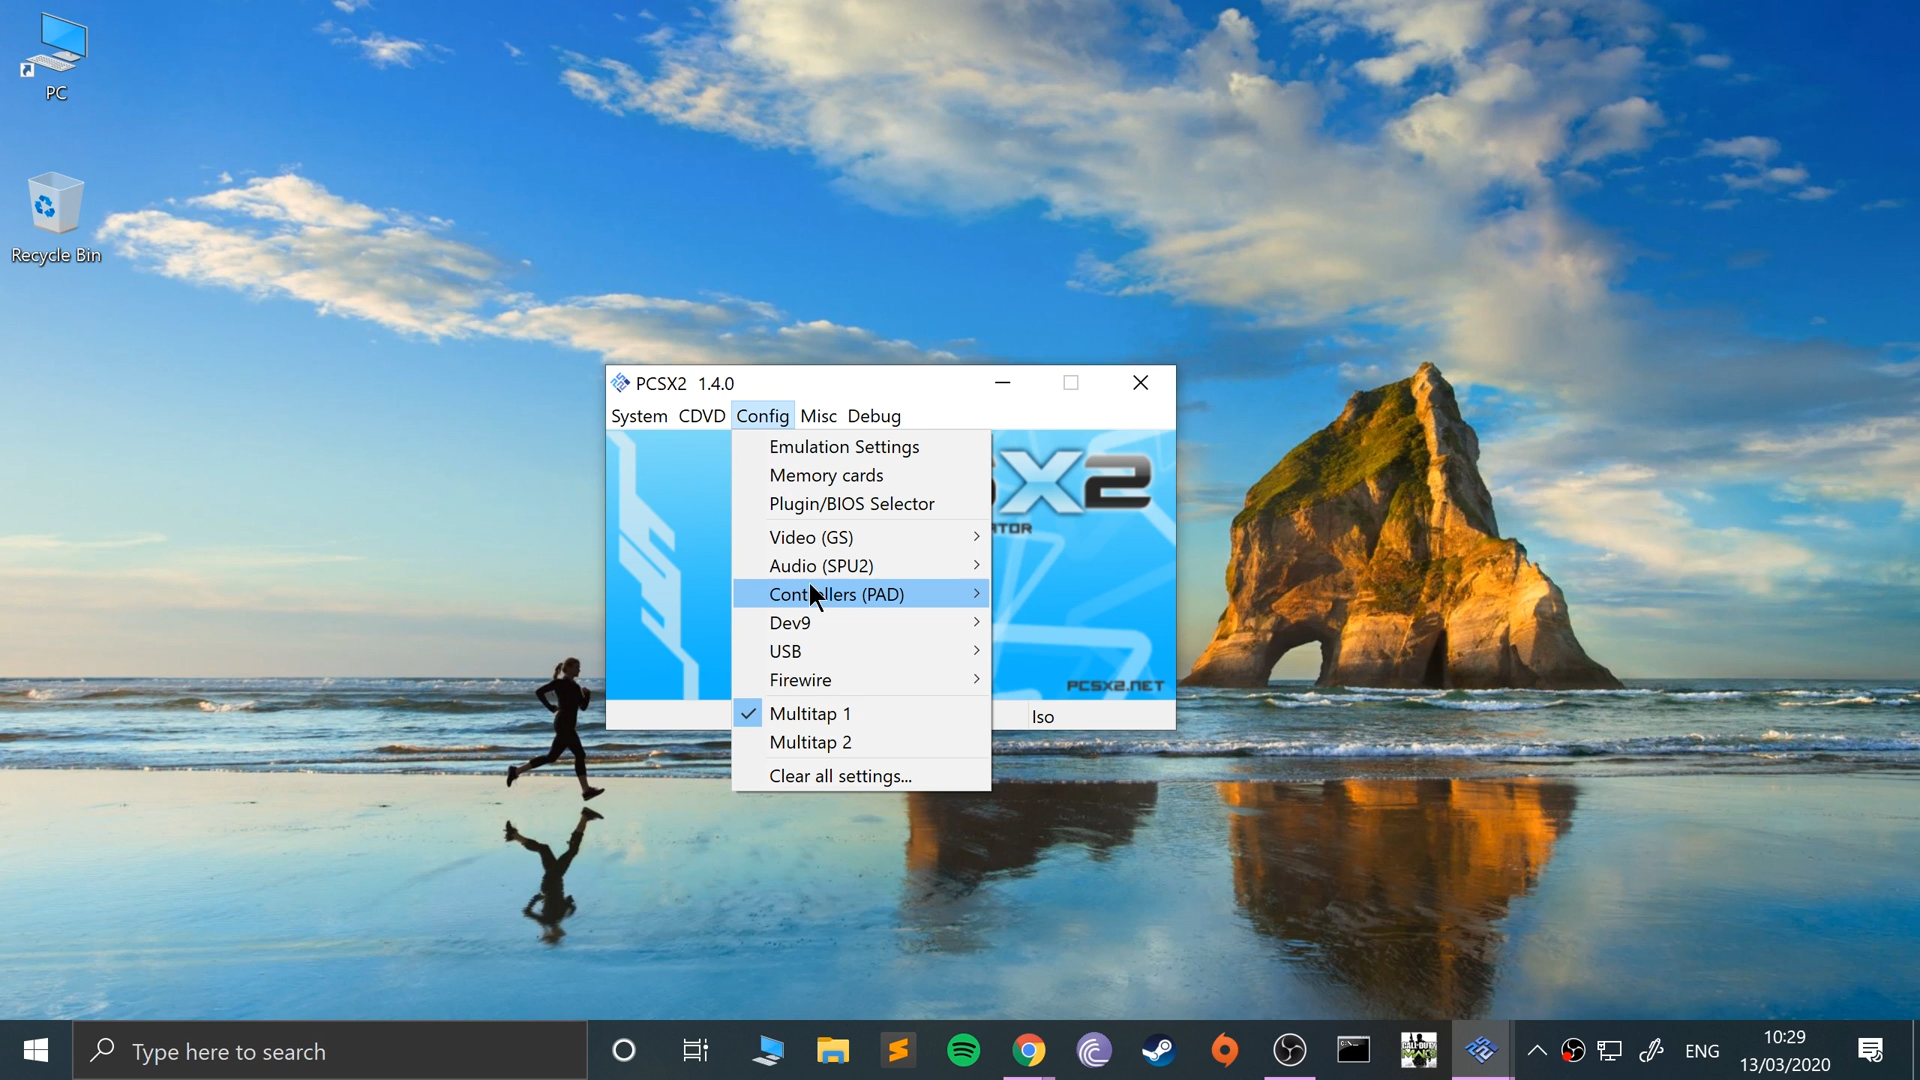 PC
Recycle Bin
PCSX2 1.4.0
System CDVD Config Misc Debug
Emulation Settings
Memory cards
Plugin/BIOS Selector
Video (GS)
Audio (SPU2)
Controllers (PAD)
Dev9
USB
Firewire
Multitap 1
Multitap 2
Clear all settings...
X2
ATOR
PCSX2.NET
Iso
Type here to search
ENG
10:29
13/03/2020